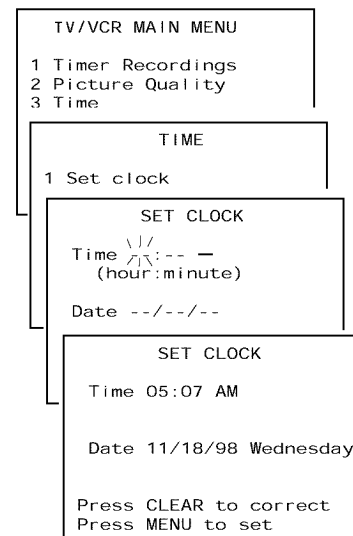 TV/VCR MAIN MENU
1 Timer Recordings
2 Picture Quality
3 Time
TIME
1 Set clock
SET CLOCK
Time --:-- –
(hour:minute)
Date --/--/--
SET CLOCK
Time 05:07 AM
Date 11/18/98 Wednesday
Press CLEAR to correct
Press MENU to set